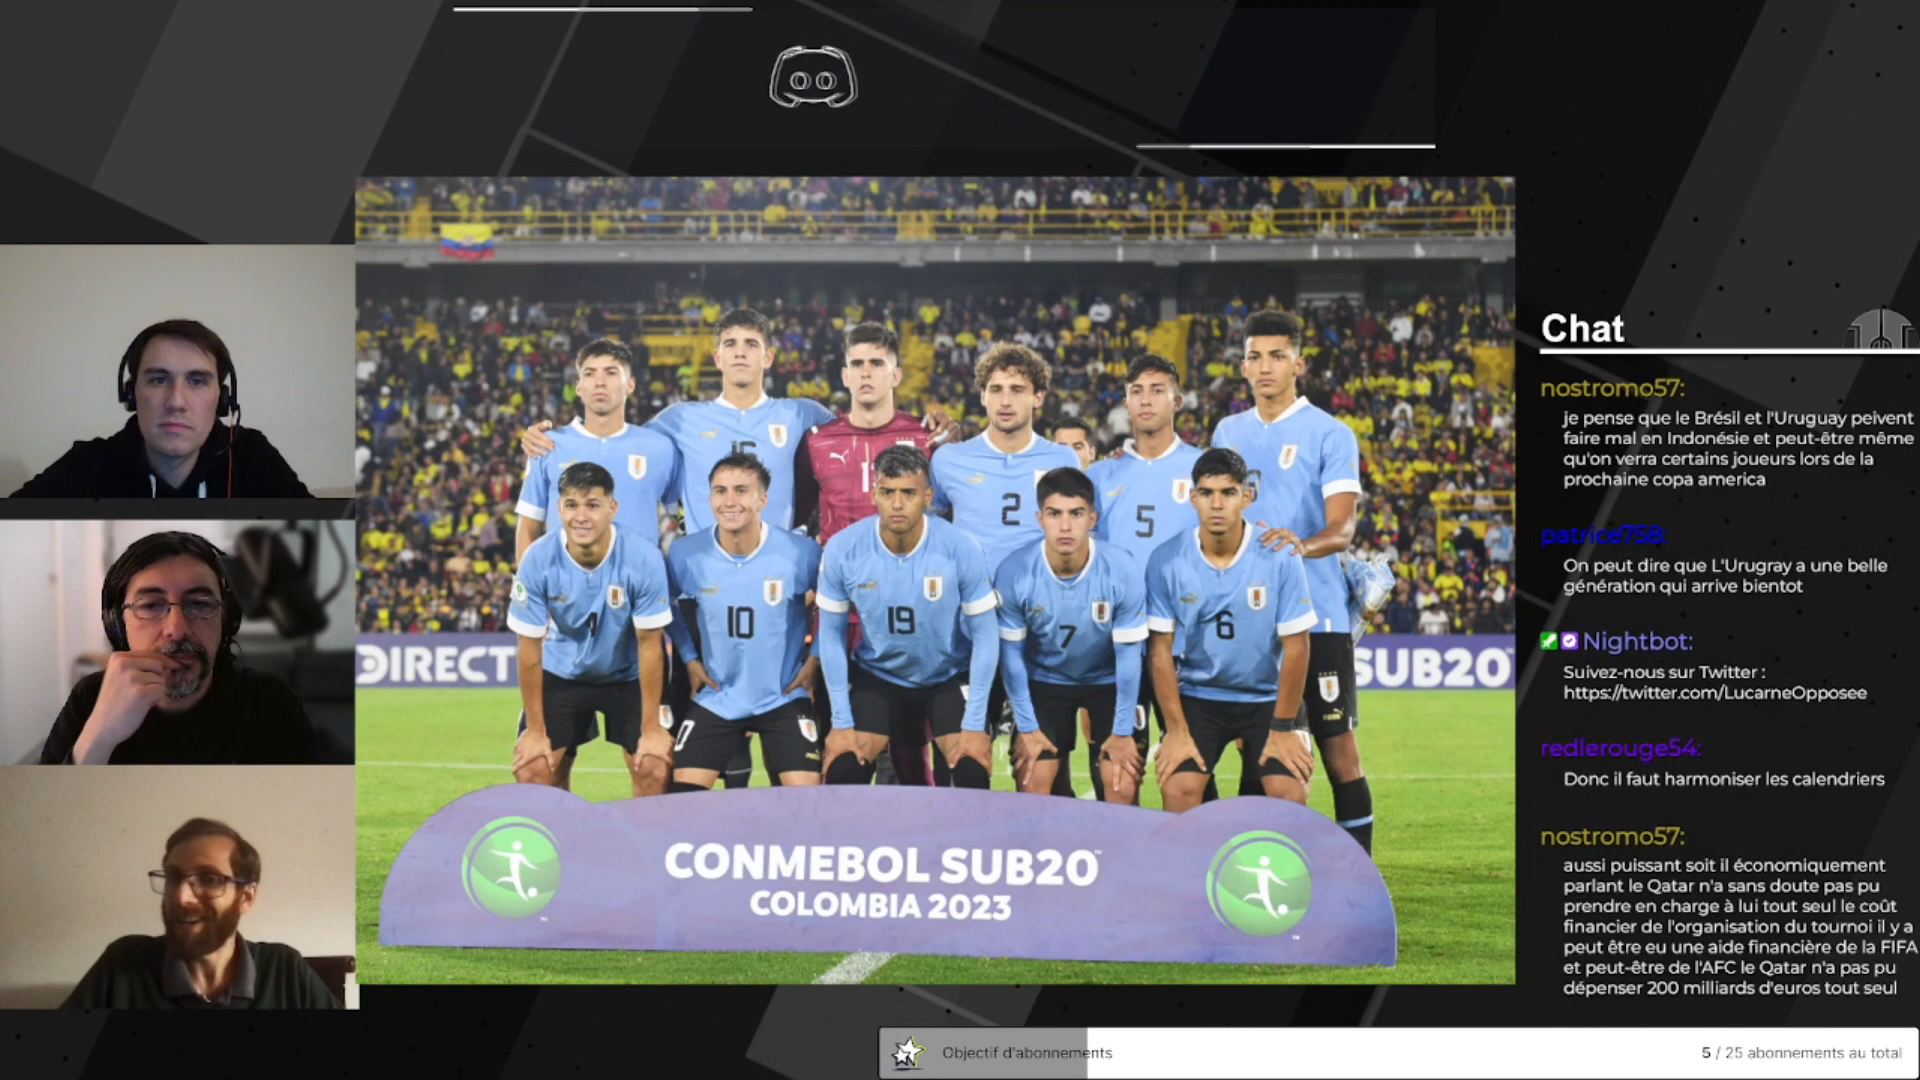 16
2
5
4
10
19
7
6
DIRECT
SUB20
CONMEBOL SUB20
COLOMBIA 2023
Chat
nostromo57:
je pense que le Brésil et l'Uruguay peivent
faire mal en Indonésie et peut-être même
qu'on verra certains joueurs lors de la
prochaine copa america
patrice758:
On peut dire que L'Urugray a une belle
génération qui arrive bientot
Nightbot:
Suivez-nous sur Twitter :
https://twitter.com/LucarneOpposee
redlerouge54:
Donc il faut harmoniser les calendriers
nostromo57:
aussi puissant soit il économiquement
parlant le Qatar n'a sans doute pas pu
prendre en charge à lui tout seul le coût
financier de l'organisation du tournoi il y a
peut être eu une aide financière de la FIFA
et peut-être de l'AFC le Qatar n'a pas pu
dépenser 200 milliards d'euros tout seul
Objectif d'abonnements
5 / 25 abonnements au total